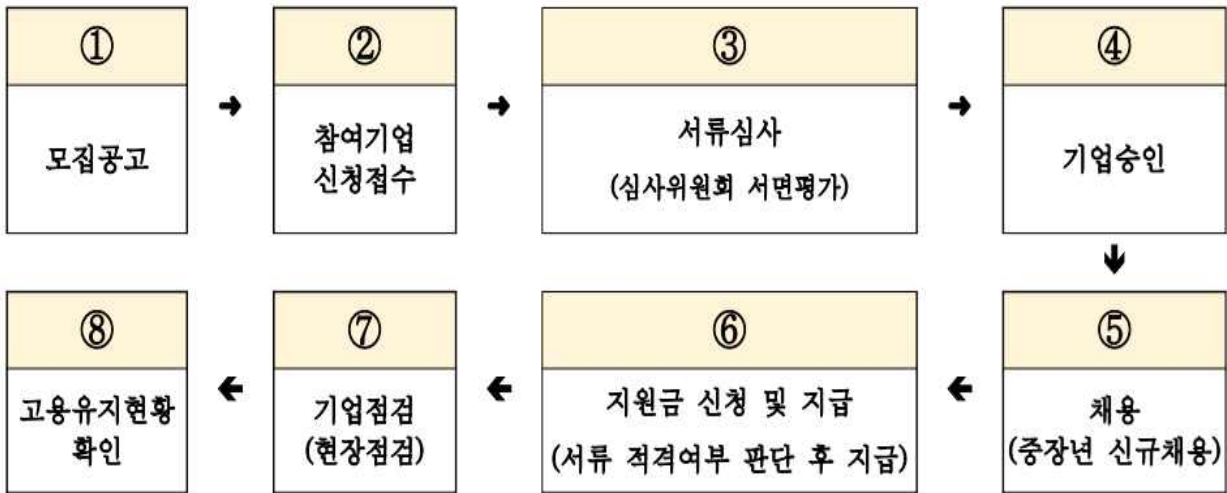 ①
모집공고
②
참여기업
신청접수
③
서류심사
(심사위원회 서면평가)
④
기업승인
⑤
채용
(중장년 신규채용)
⑥
지원금 신청 및 지급
(서류 적격여부 판단 후 지급)
⑦
기업점검
(현장점검)
⑧
고용유지현황
확인